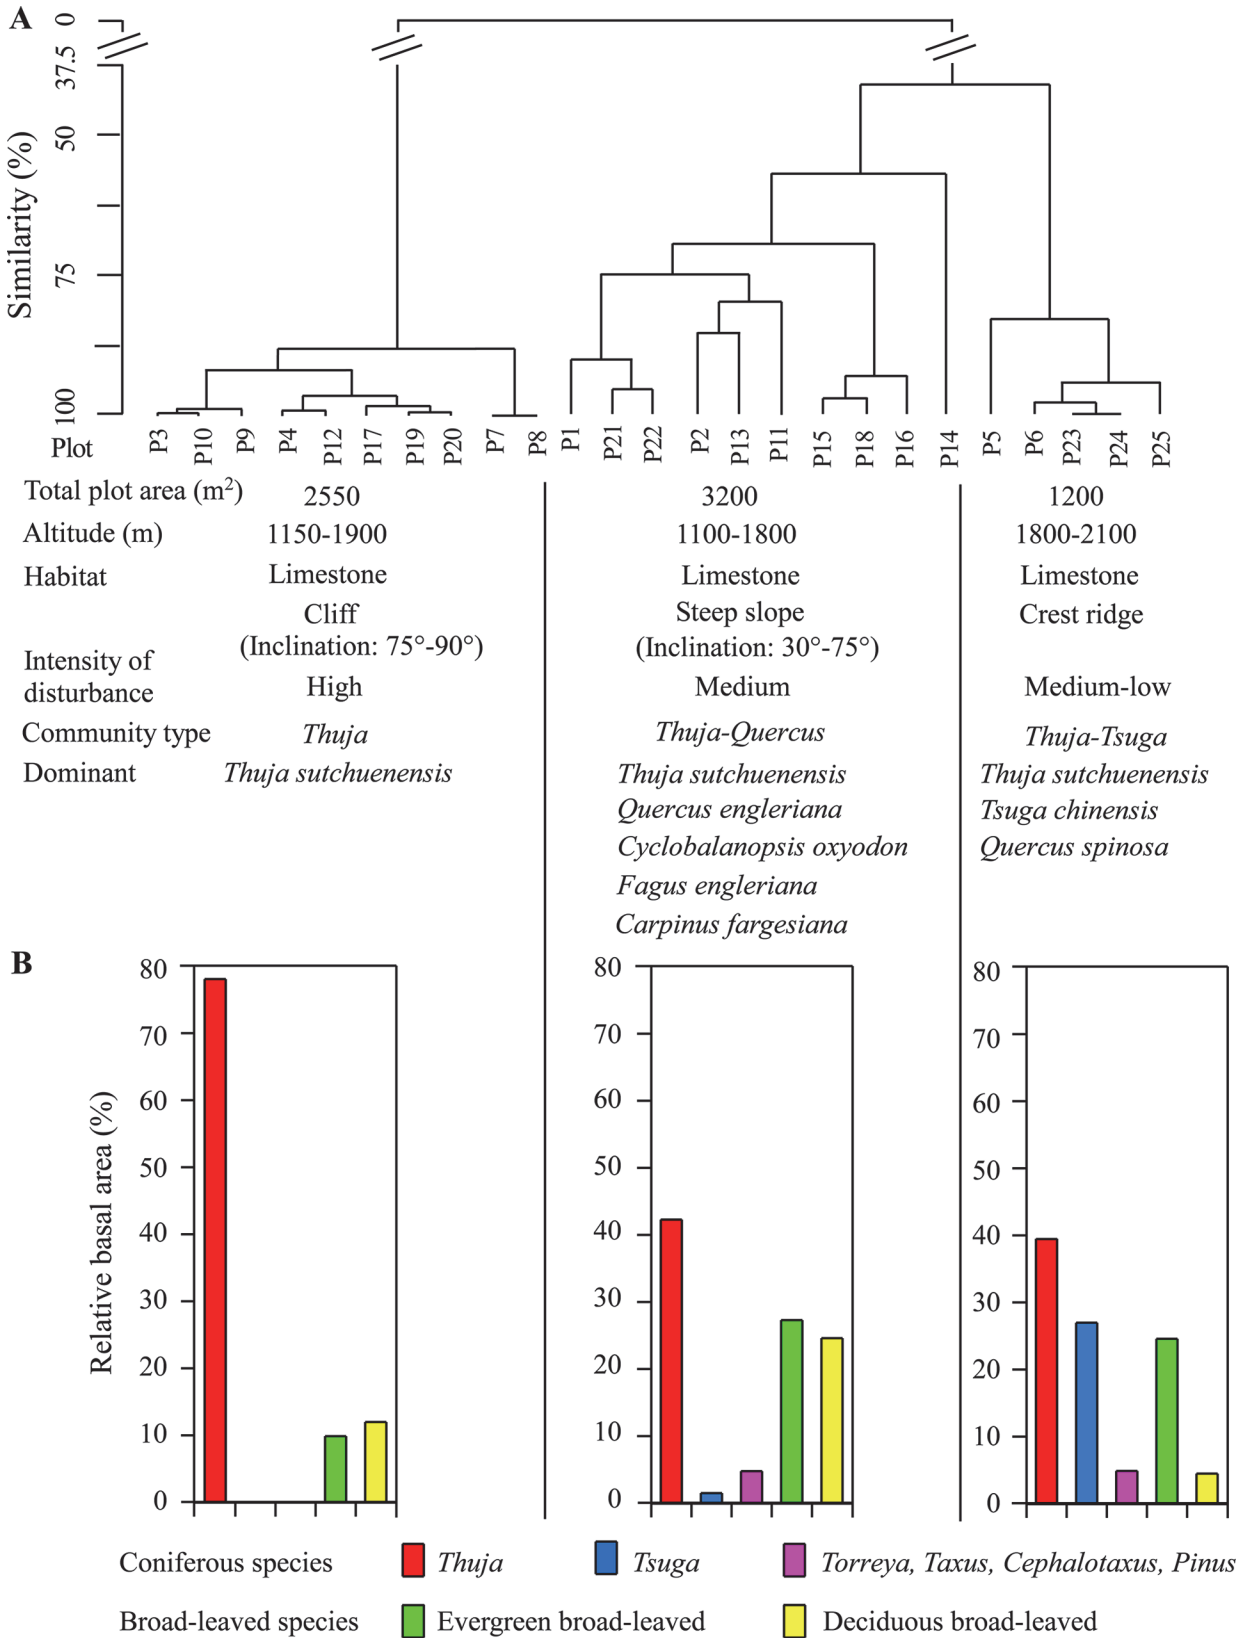 A
0
37.5
50
75
100
Similarity (%)
Plot
P3 P10 P9 P4 P12 P17 P19 P20 P7 P8 P1 P21 P22 P2 P13 P11 P15 P18 P16 P14 P5 P6 P23 P24 P25
Total plot area (m²) 2550 3200 1200
Altitude (m) 1150-1900 1100-1800 1800-2100
Habitat Limestone Limestone Limestone
Cliff Steep slope Crest ridge
(Inclination: 75°-90°) (Inclination: 30°-75°)
Intensity of
disturbance High Medium Medium-low
Community type Thuja Thuja-Quercus Thuja-Tsuga
Dominant Thuja sutchuenensis Thuja sutchuenensis Thuja sutchuenensis
Quercus engleriana Tsuga chinensis
Cyclobalanopsis oxyodon Quercus spinosa
Fagus engleriana
Carpinus fargesiana
B
Relative basal area (%)
80 80 80
70 70 70
60 60 60
50 50 50
40 40 40
30 30 30
20 20 20
10 10 10
0 0 0
Coniferous species Thuja Tsuga Torreya, Taxus, Cephalotaxus, Pinus
Broad-leaved species Evergreen broad-leaved Deciduous broad-leaved